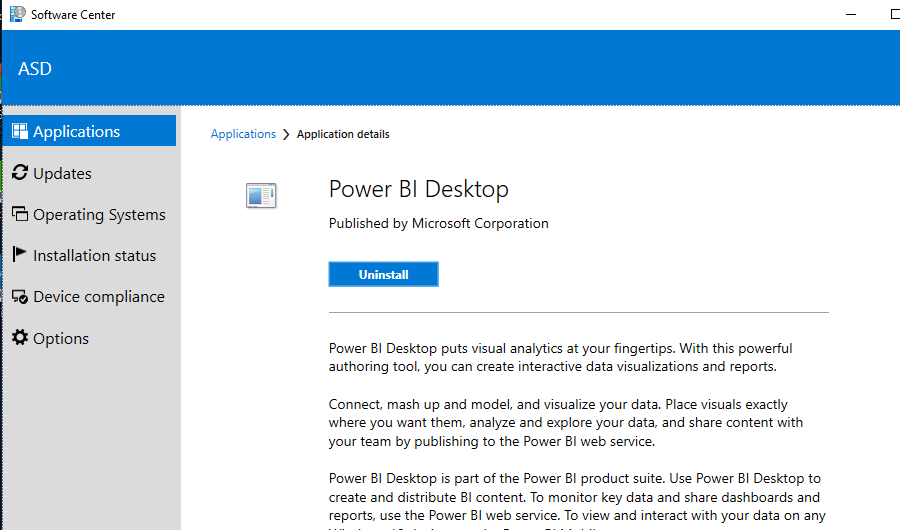 Software Center
ASD
Applications
Updates
Operating Systems
Installation status
Device compliance
Options
Applications
Application details
Power BI Desktop
Published by Microsoft Corporation
Uninstall
Power BI Desktop puts visual analytics at your fingertips. With this powerful
authoring tool, you can create interactive data visualizations and reports.
Connect, mash up and model, and visualize your data. Place visuals exactly
where you want them, analyze and explore your data, and share content with
your team by publishing to the Power BI web service.
Power BI Desktop is part of the Power BI product suite. Use Power BI Desktop to
create and distribute BI content. To monitor key data and share dashboards and
reports, use the Power BI web service. To view and interact with your data on any